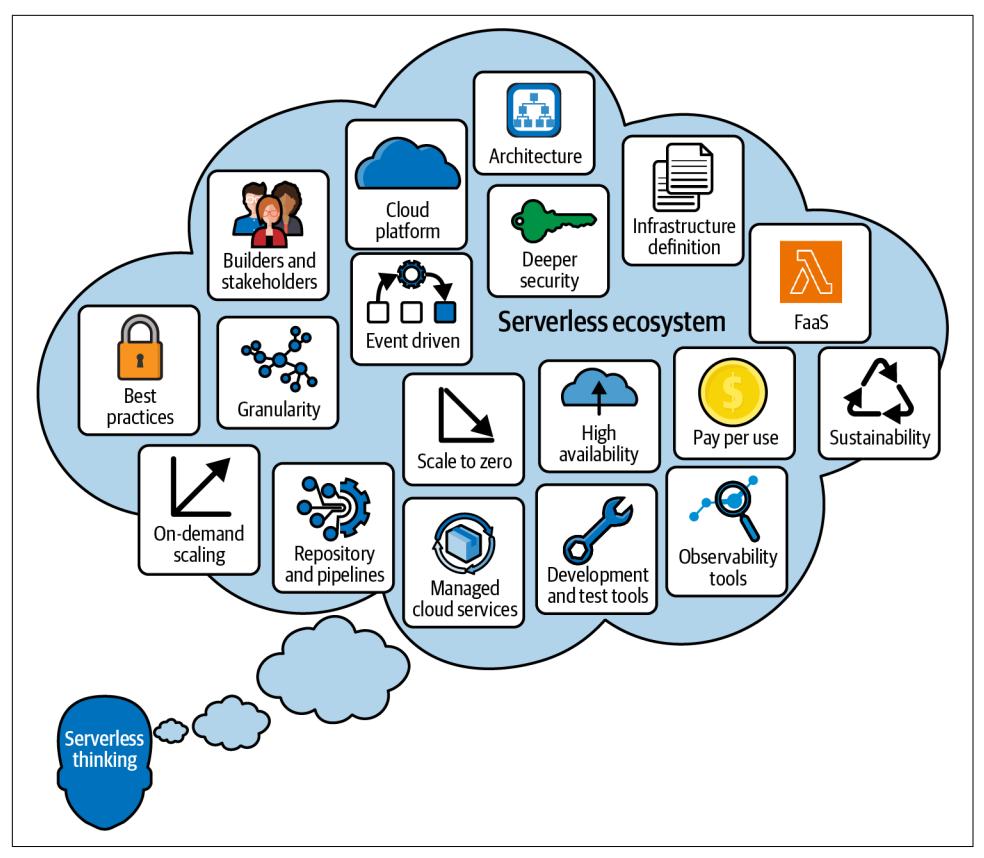 Architecture
Cloud
platform
Infrastructure
definition
Builders and
stakeholders
Deeper
security
Event driven
FaaS
Serverless ecosystem
Best
practices
Granularity
Scale to zero
High
availability
$
Pay per use
Sustainability
On-demand
scaling
Repository
and pipelines
Managed
cloud services
Development
and test tools
Observability
tools
Serverless
thinking